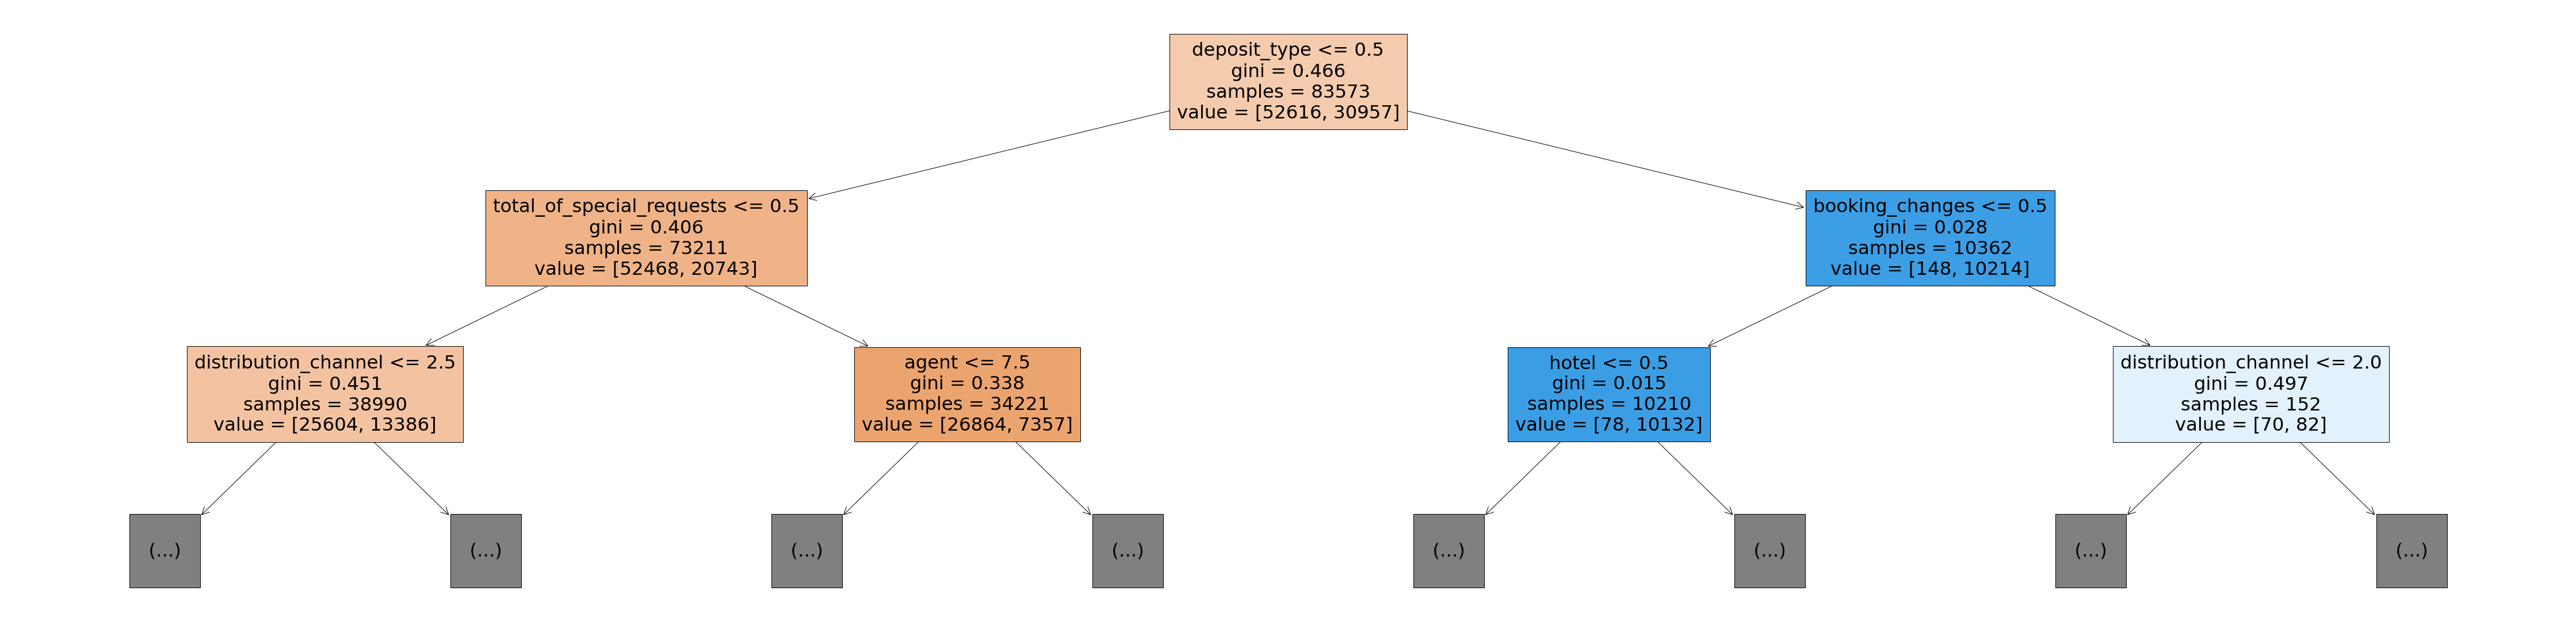 deposit_type <= 0.5
gini = 0.466
samples = 83573
value = [52616, 30957]
total_of_special_requests <= 0.5
gini = 0.406
samples = 73211
value = [52468, 20743]
booking_changes <= 0.5
gini = 0.028
samples = 10362
value = [148, 10214]
distribution_channel <= 2.5
gini = 0.451
samples = 38990
value = [25604, 13386]
agent <= 7.5
gini = 0.338
samples = 34221
value = [26864, 7357]
hotel <= 0.5
gini = 0.015
samples = 10210
value = [78, 10132]
distribution_channel <= 2.0
gini = 0.497
samples = 152
value = [70, 82]
(...)
(...)
(...)
(...)
(...)
(...)
(...)
(...)